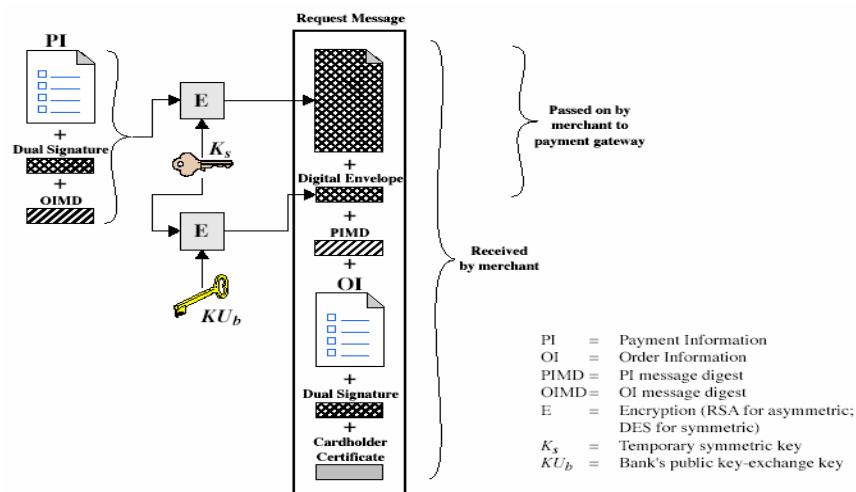 Request Message
PI
+
Dual Signature
+
OIMD
E
Ks
E
KUb
+
Digital Envelope
+
PIMD
+
OI
+
Dual Signature
+
Cardholder
Certificate
Passed on by
merchant to
payment gateway
Received
by merchant
PI = Payment Information
OI = Order Information
PIMD = PI message digest
OIMD = OI message digest
E = Encryption (RSA for asymmetric;
DES for symmetric)
Ks = Temporary symmetric key
KUb = Bank's public key-exchange key